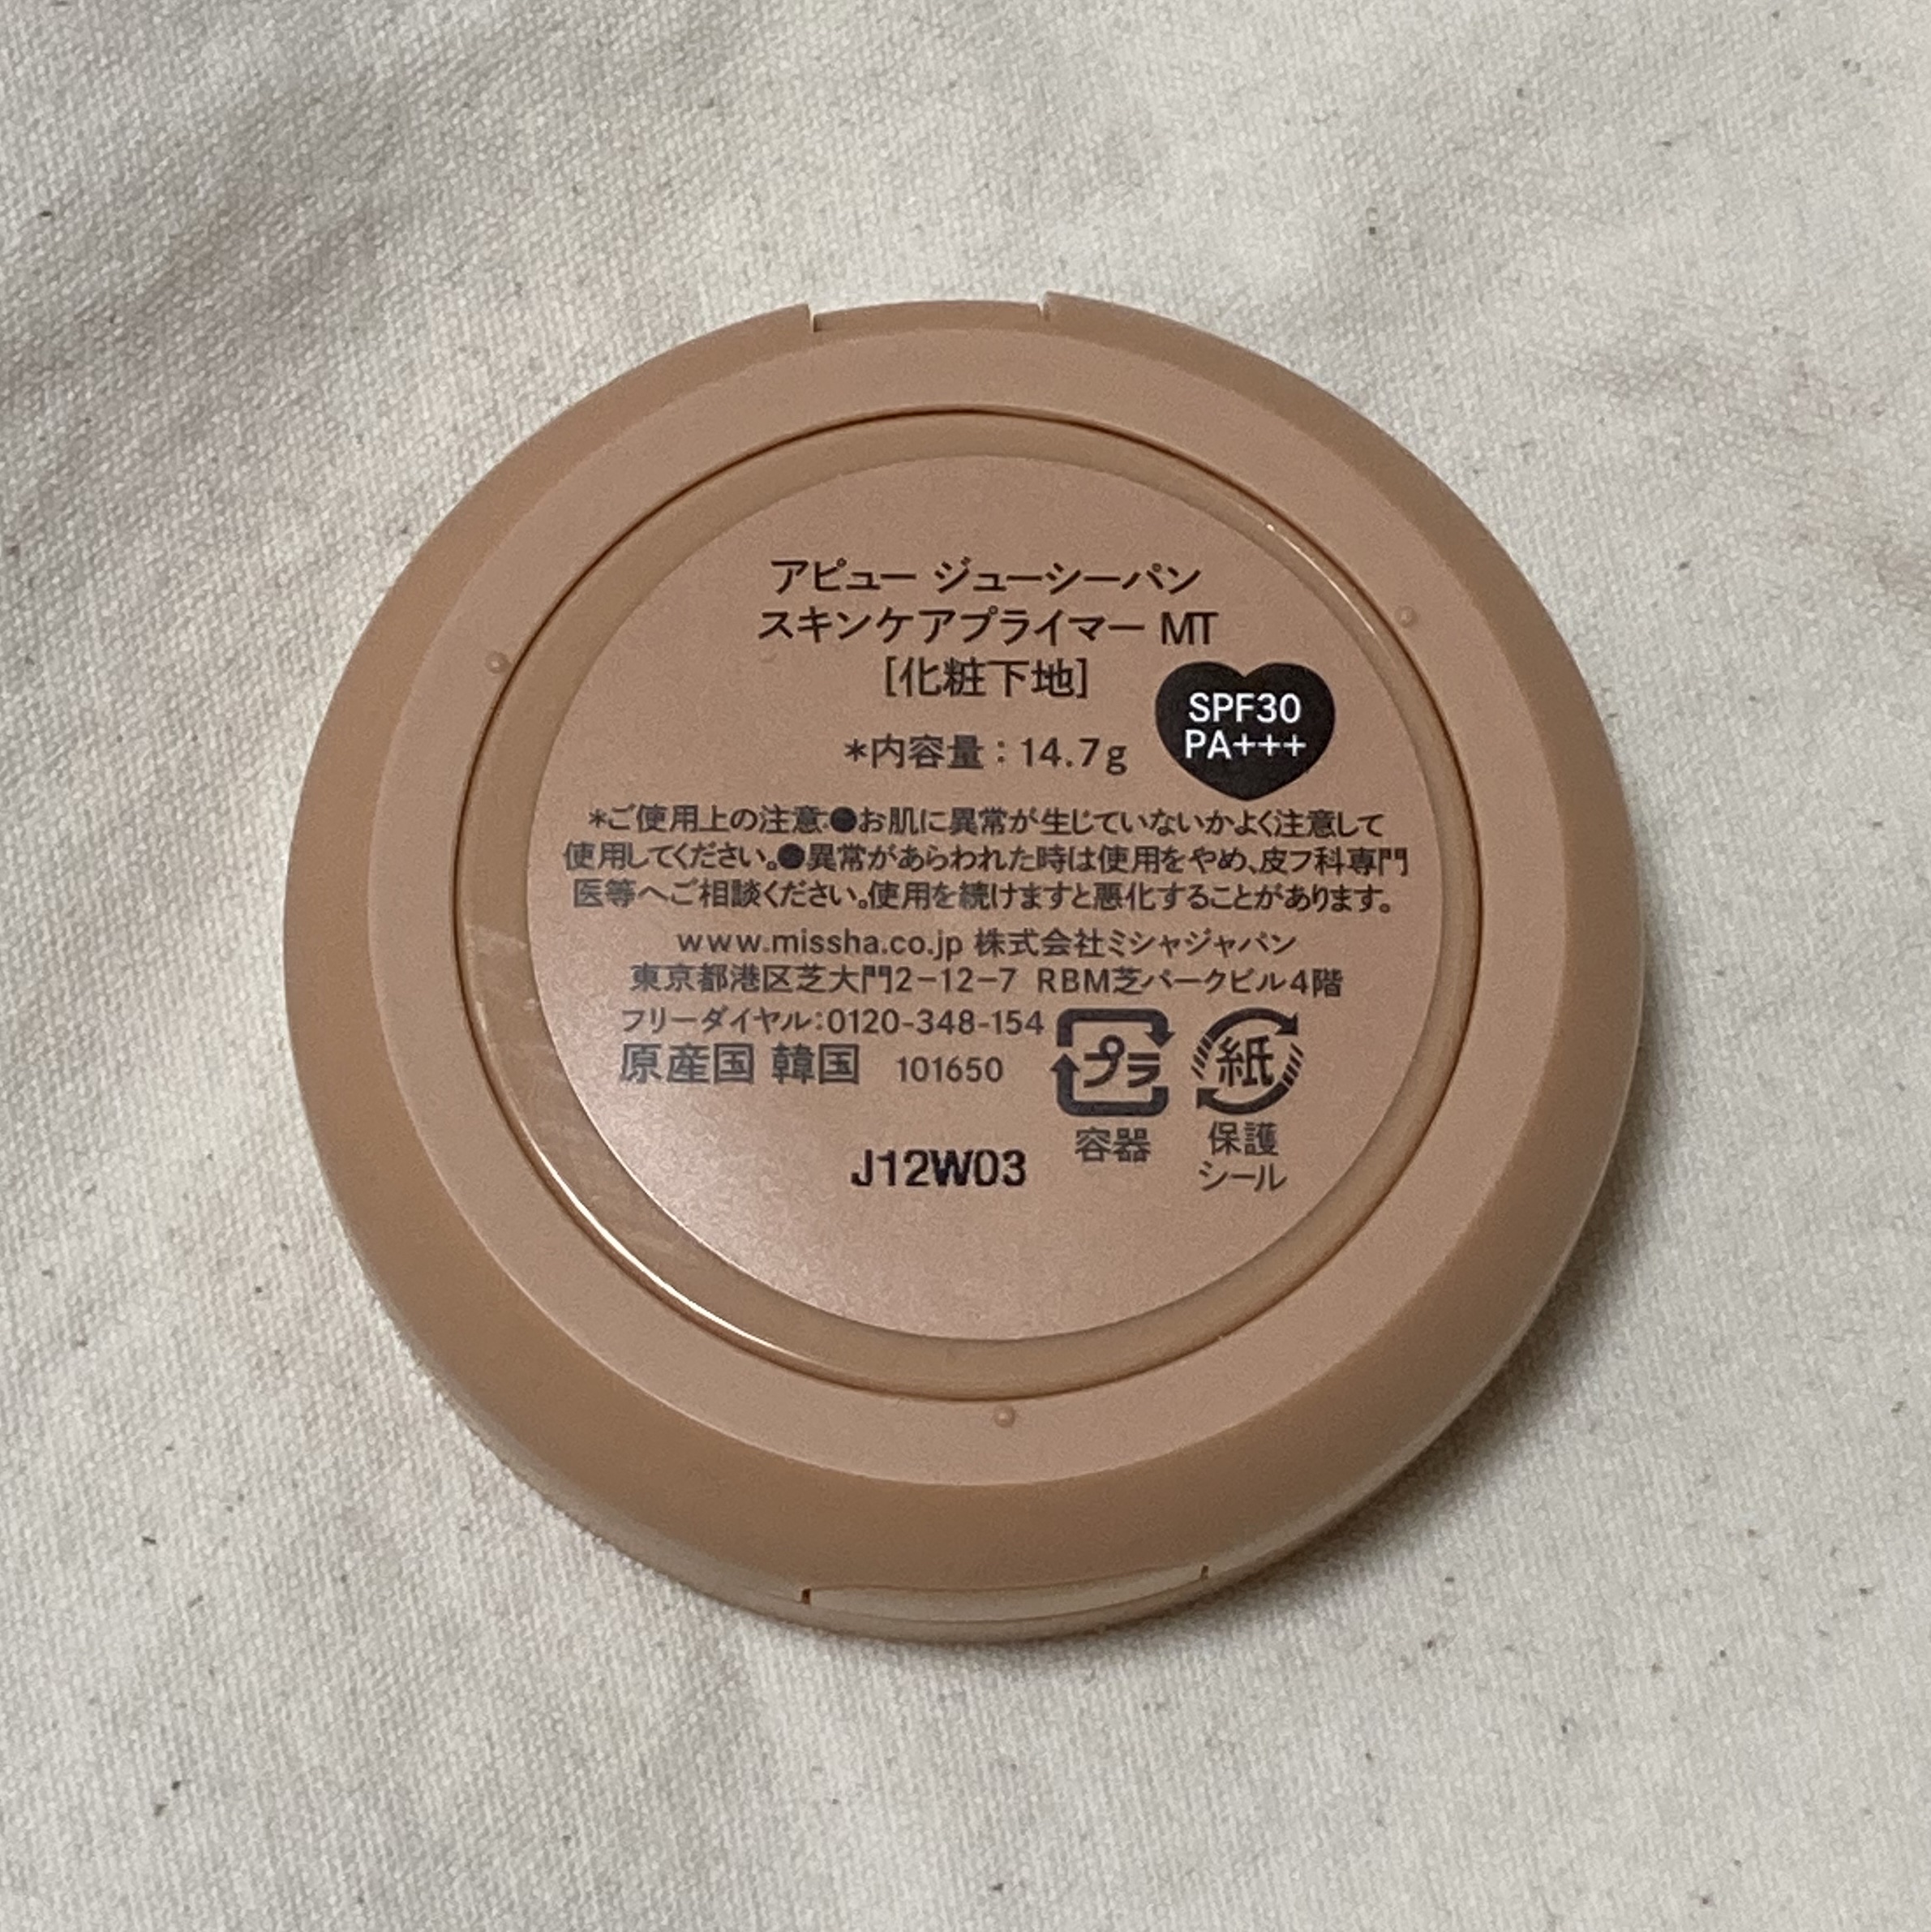 アピュー ジューシーパン
スキンケアプライマー MT
[化粧下地]
SPF30
PA+++
*内容量：14.7g
*ご使用上の注意:●お肌に異常が生じていないかよく注意して
使用してください。●異常があらわれた時は使用をやめ、皮フ科専門
医等へご相談ください。使用を続けますと悪化することがあります。
www.missha.co.jp 株式会社ミシャジャパン
東京都港区芝大門2-12-7 RBM芝パークビル4階
フリーダイヤル:0120-348-154
原産国 韓国 101650
プラ
容器
紙
保護
シール
J12W03